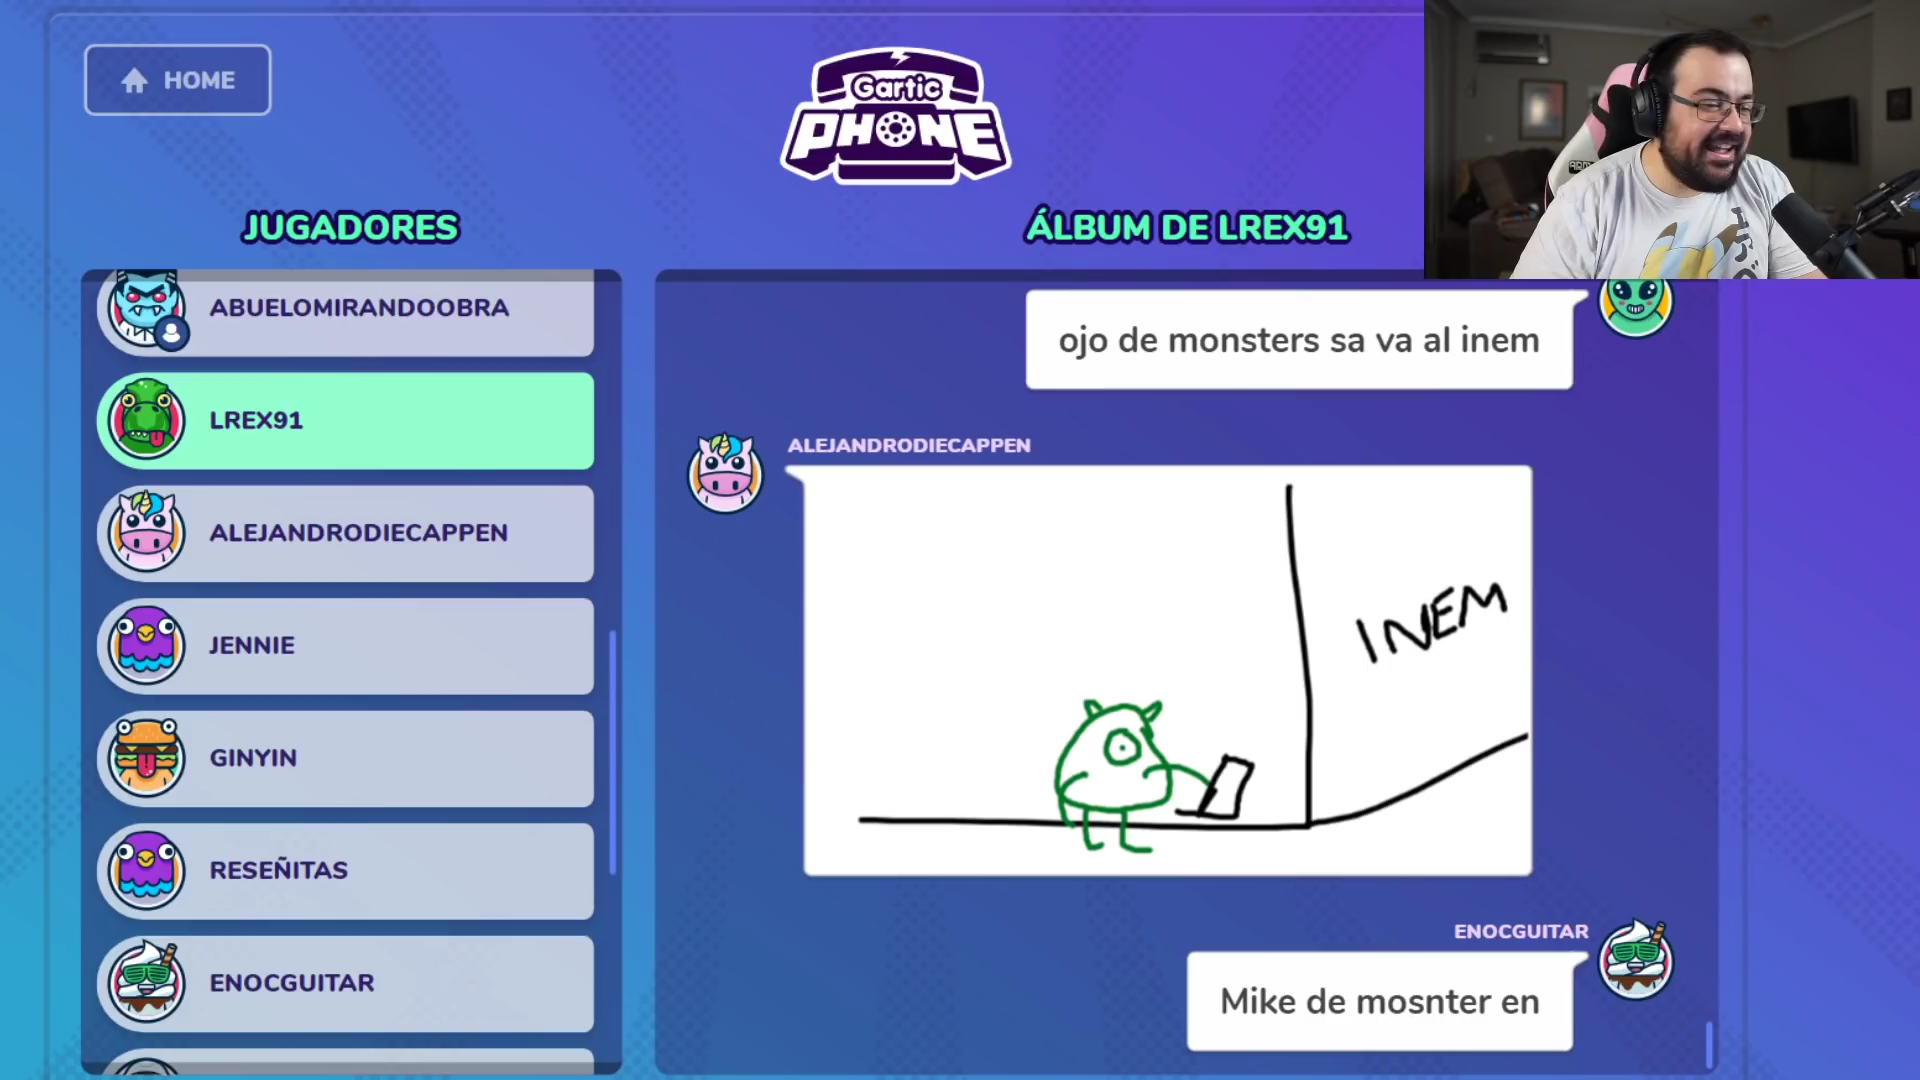 HOME
Gartic
PHONE
JUGADORES
ÁLBUM DE LREX91
ABUELOMIRANDOOBRA
LREX91
ALEJANDRODIECAPPEN
JENNIE
GINYIN
RESEÑITAS
ENOCGUITAR
ojo de monsters sa va al inem
ALEJANDRODIECAPPEN
INEM
ENOCGUITAR
Mike de mosnter en